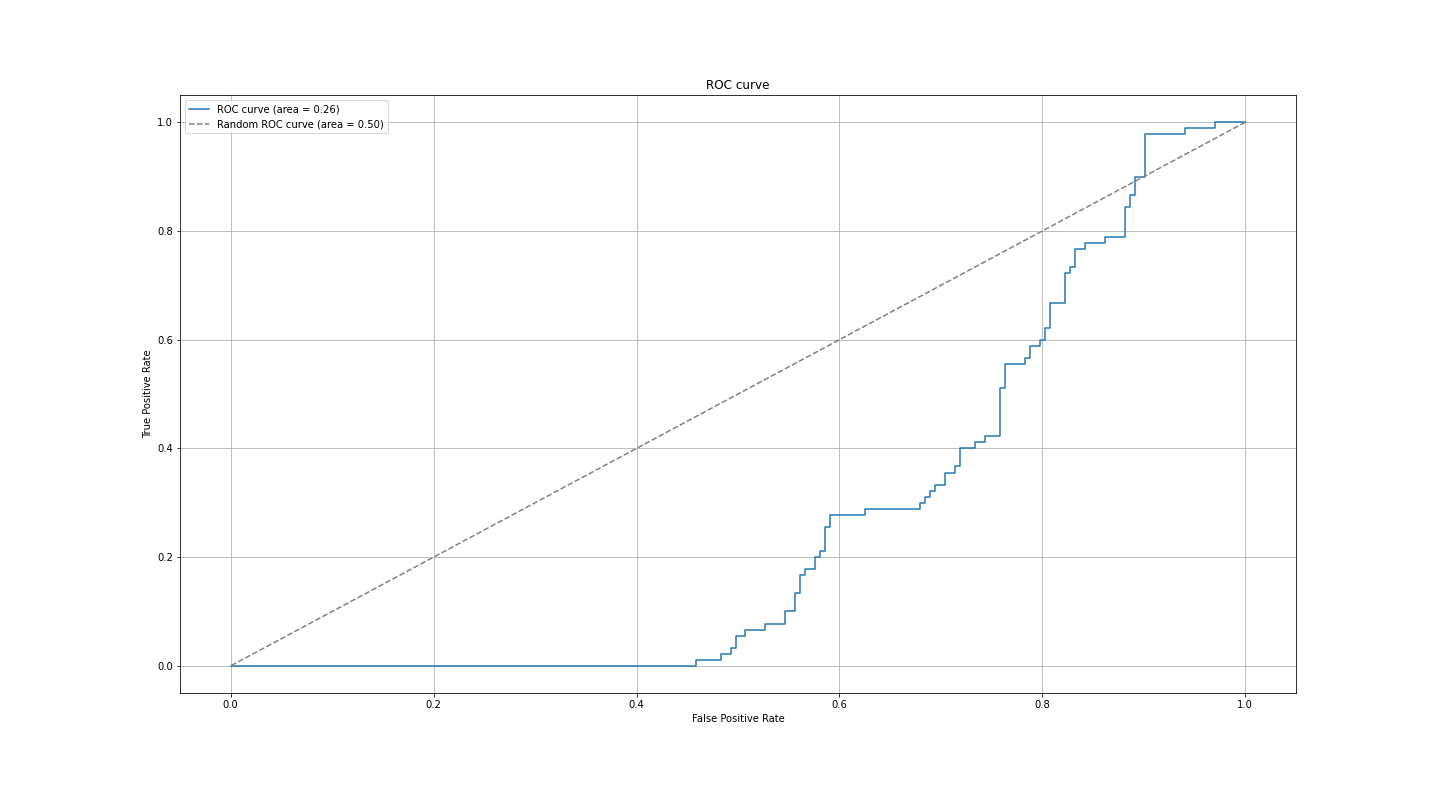 ROC curve
ROC curve (area = 0.26)
Random ROC curve (area = 0.50)
1.0
0.8
0.6
0.4
0.2
0.0
True Positive Rate
0.0 0.2 0.4 0.6 0.8 1.0
False Positive Rate